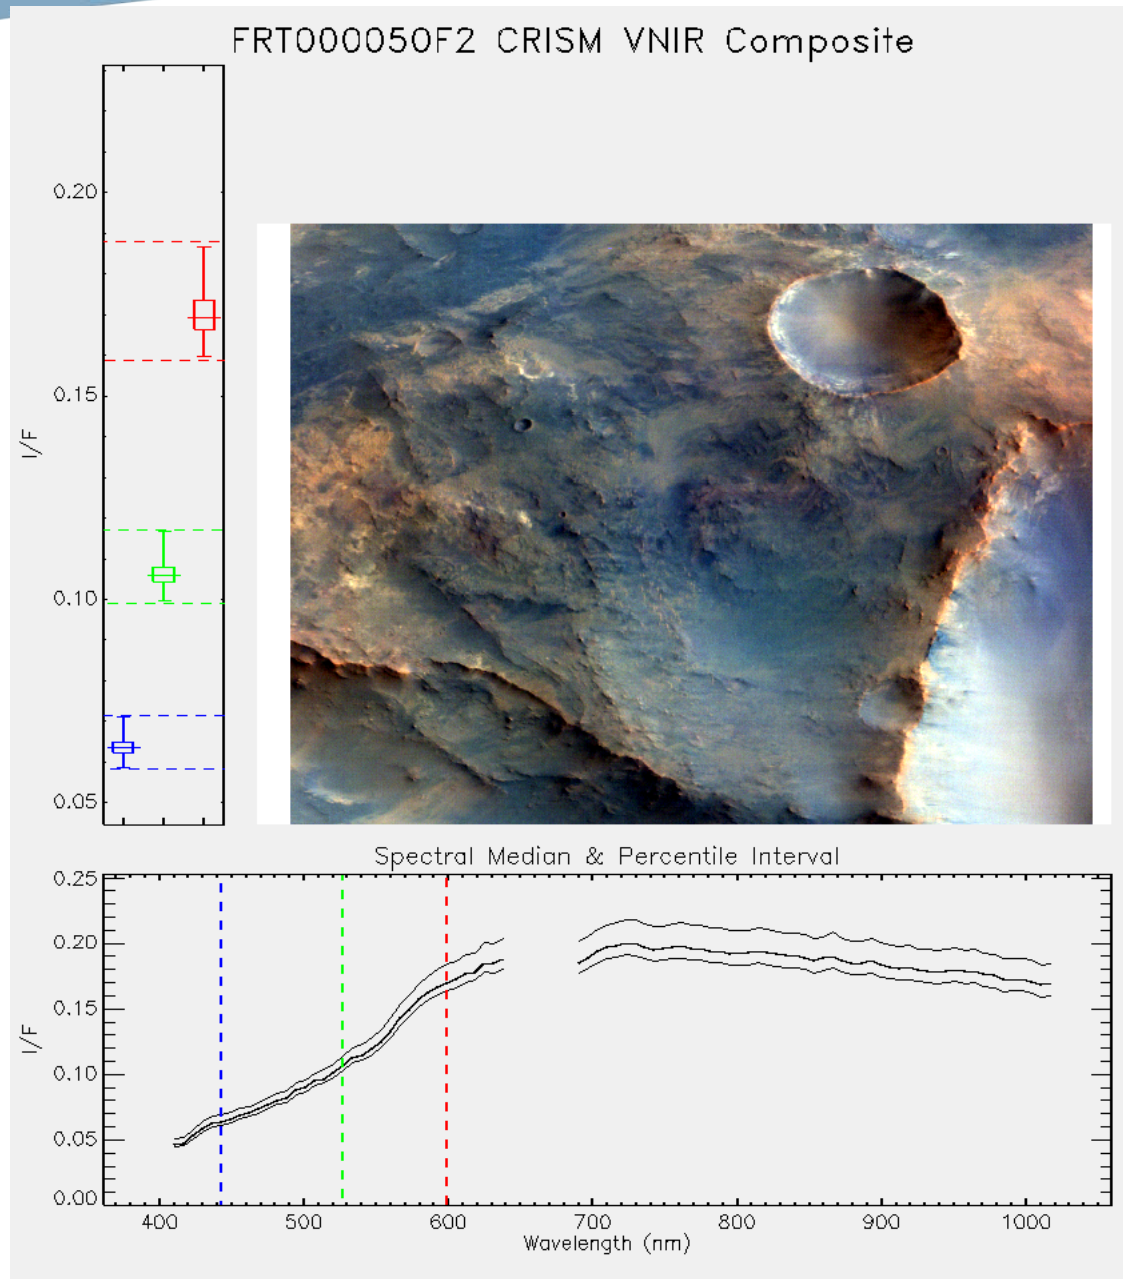 FRT000050F2 CRISM VNIR Composite
0.20
0.15
0.10
0.05
I/F
Spectral Median & Percentile Interval
0.25
0.20
0.15
0.10
0.05
0.00
I/F
400 500 600 700 800 900 1000
Wavelength (nm)